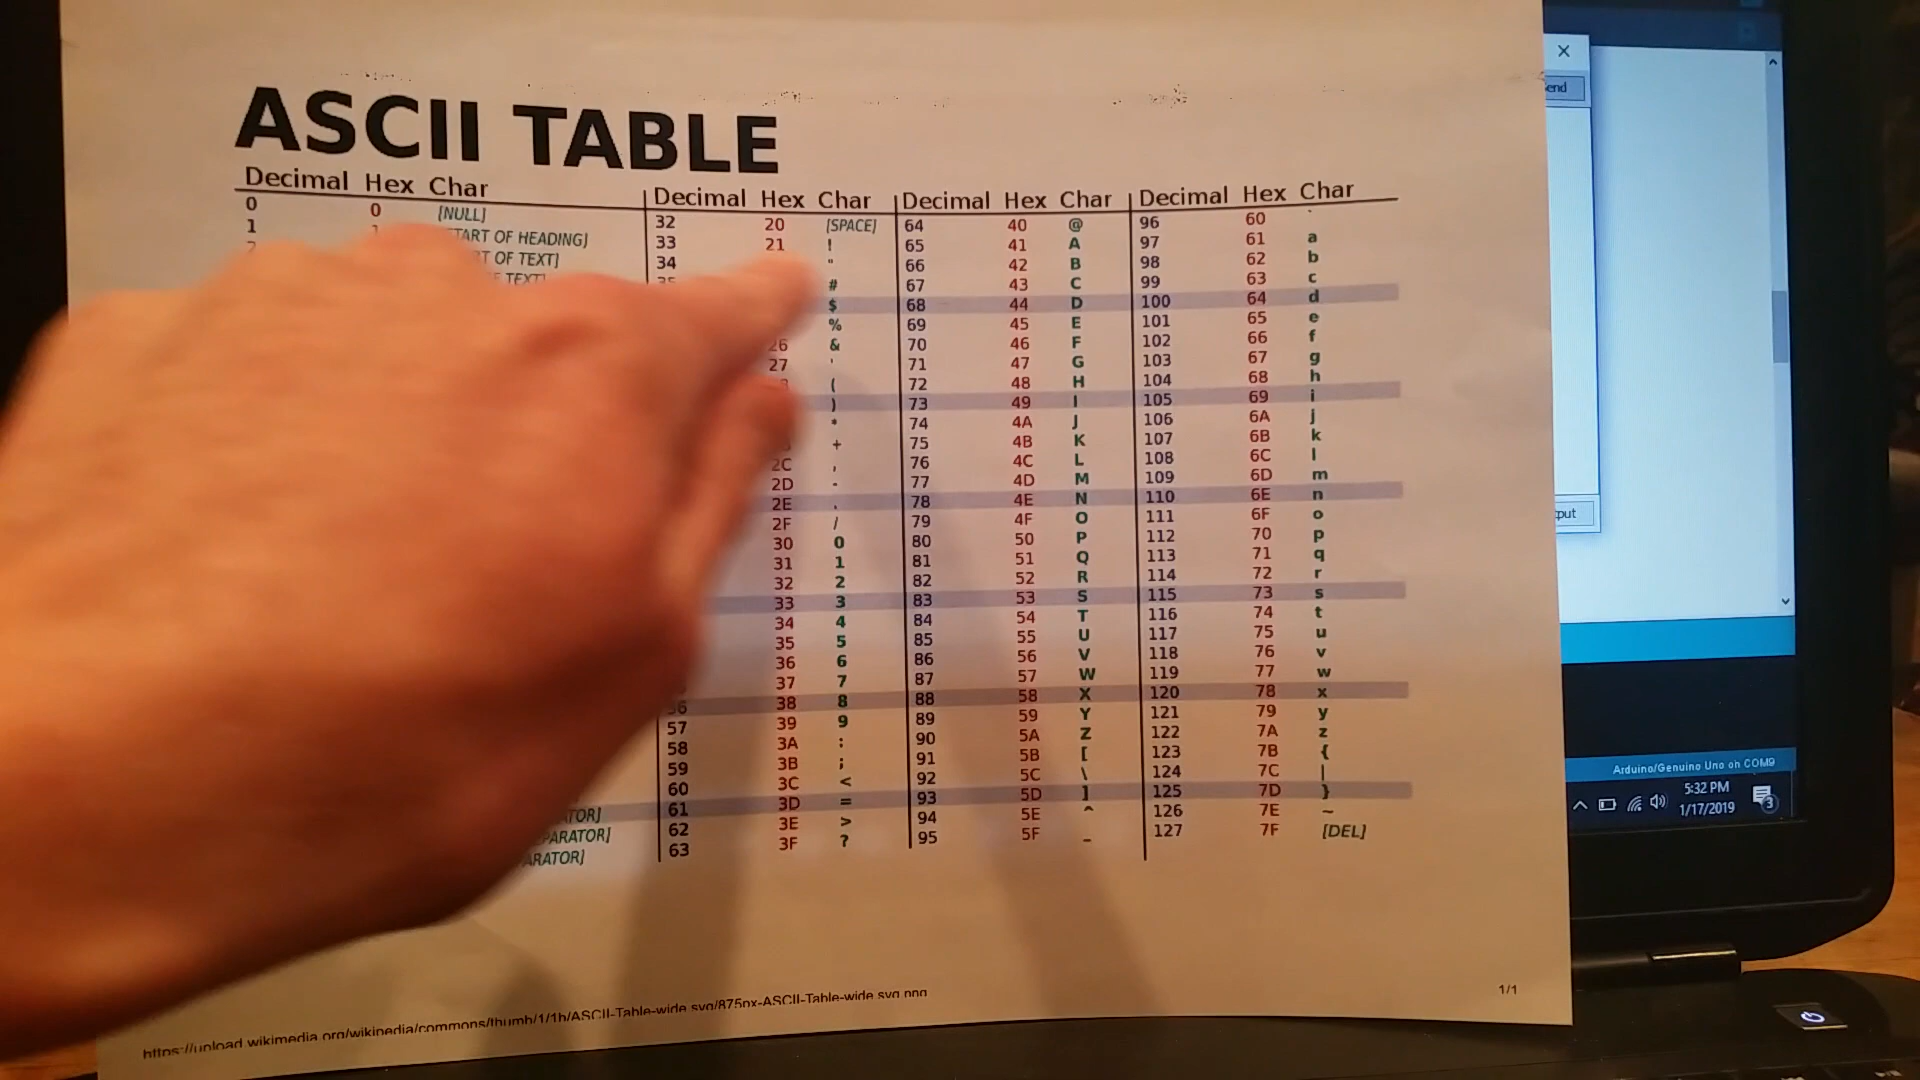 ASCII TABLE
Decimal Hex Char Decimal Hex Char Decimal Hex Char Decimal Hex Char
0 0 [NULL] 32 20 [SPACE] 64 40 @ 96 60 `
1 33 21 ! 65 41 A 97 61 a
OF HEADING] 34 " 66 42 B 98 62 b
OF TEXT] # 67 43 C 99 63 c
TEXT] $ 68 44 D 100 64 d
% 69 45 E 101 65 e
26 & 70 46 F 102 66 f
27 ' 71 47 G 103 67 g
( 72 48 H 104 68 h
) 73 49 I 105 69 i
* 74 4A J 106 6A j
+ 75 4B K 107 6B k
2C , 76 4C L 108 6C l
2D - 77 4D M 109 6D m
2E . 78 4E N 110 6E n
2F / 79 4F O 111 6F o
30 0 80 50 P 112 70 p
31 1 81 51 Q 113 71 q
32 2 82 52 R 114 72 r
33 3 83 53 S 115 73 s
34 4 84 54 T 116 74 t
35 5 85 55 U 117 75 u
36 6 86 56 V 118 76 v
37 7 87 57 W 119 77 w
38 8 88 58 X 120 78 x
57 39 9 89 59 Y 121 79 y
58 3A : 90 5A Z 122 7A z
59 3B ; 91 5B [ 123 7B {
60 3C < 92 5C \ 124 7C |
61 3D = 93 5D ] 125 7D }
62 3E > 94 5E ^ 126 7E ~
63 3F ? 95 5F _ 127 7F [DEL]
https://upload.wikimedia.org/wikipedia/commons/thumb/1/1b/ASCII-Table-wide.svg/875px-ASCII-Table-wide.svg.png
1/1
Arduino/Genuino Uno on COM9
5:32 PM
1/17/2019
3